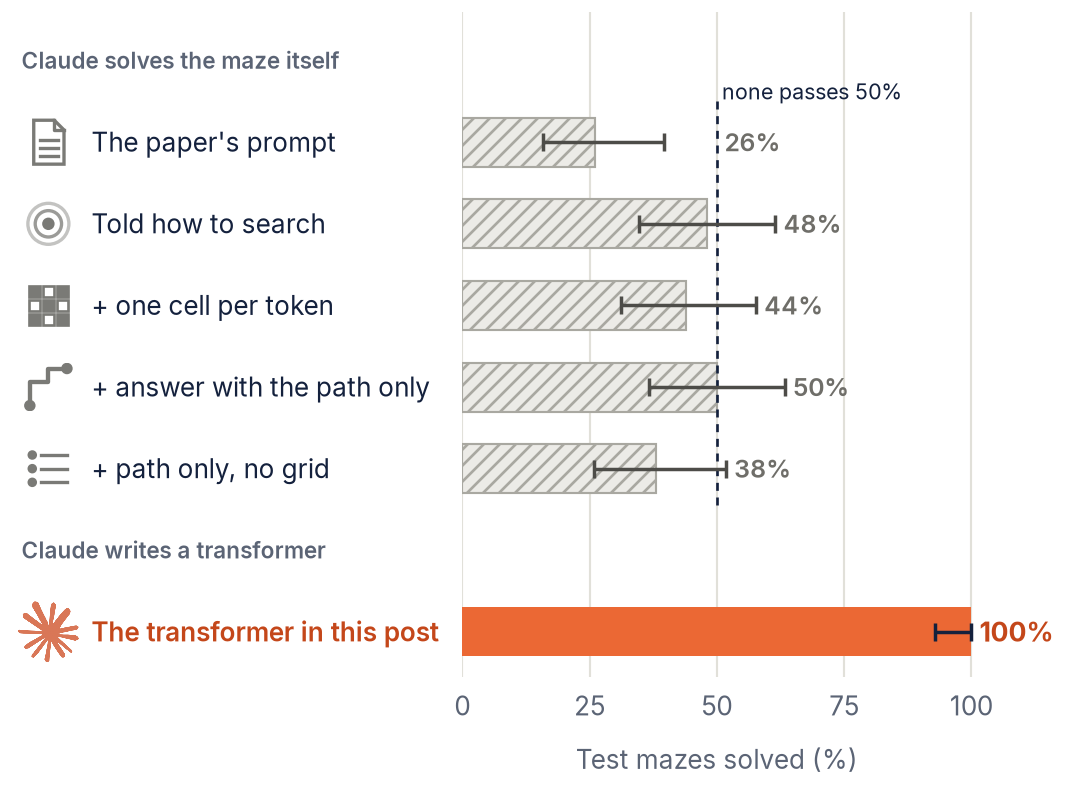 Claude solves the maze itself
none passes 50%
The paper's prompt 26%
Told how to search 48%
+ one cell per token 44%
+ answer with the path only 50%
+ path only, no grid 38%
Claude writes a transformer
The transformer in this post 100%
0 25 50 75 100
Test mazes solved (%)